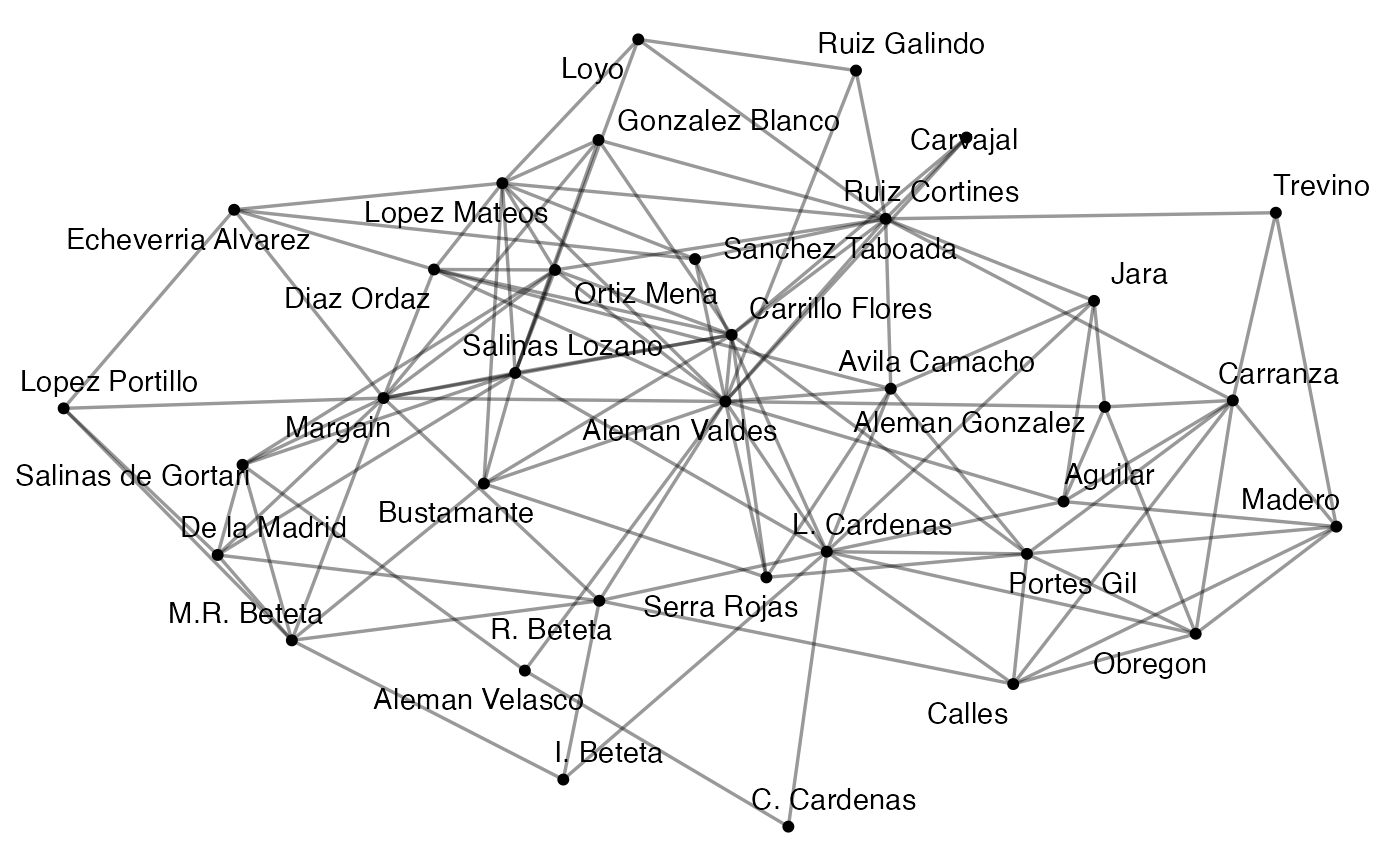 Ruiz Galindo
Loyo
Gonzalez Blanco
Carvajal
Trevino
Ruiz Cortines
Lopez Mateos
Echeverria Alvarez
Sanchez Taboada
Jara
Diaz Ordaz
Ortiz Mena
Carrillo Flores
Salinas Lozano
Avila Camacho
Carranza
Lopez Portillo
Margain
Aleman Valdes
Aleman Gonzalez
Salinas de Gortari
Aguilar
Madero
Bustamante
De la Madrid
L. Cardenas
Portes Gil
M.R. Beteta
Serra Rojas
R. Beteta
Obregon
Aleman Velasco
Calles
I. Beteta
C. Cardenas